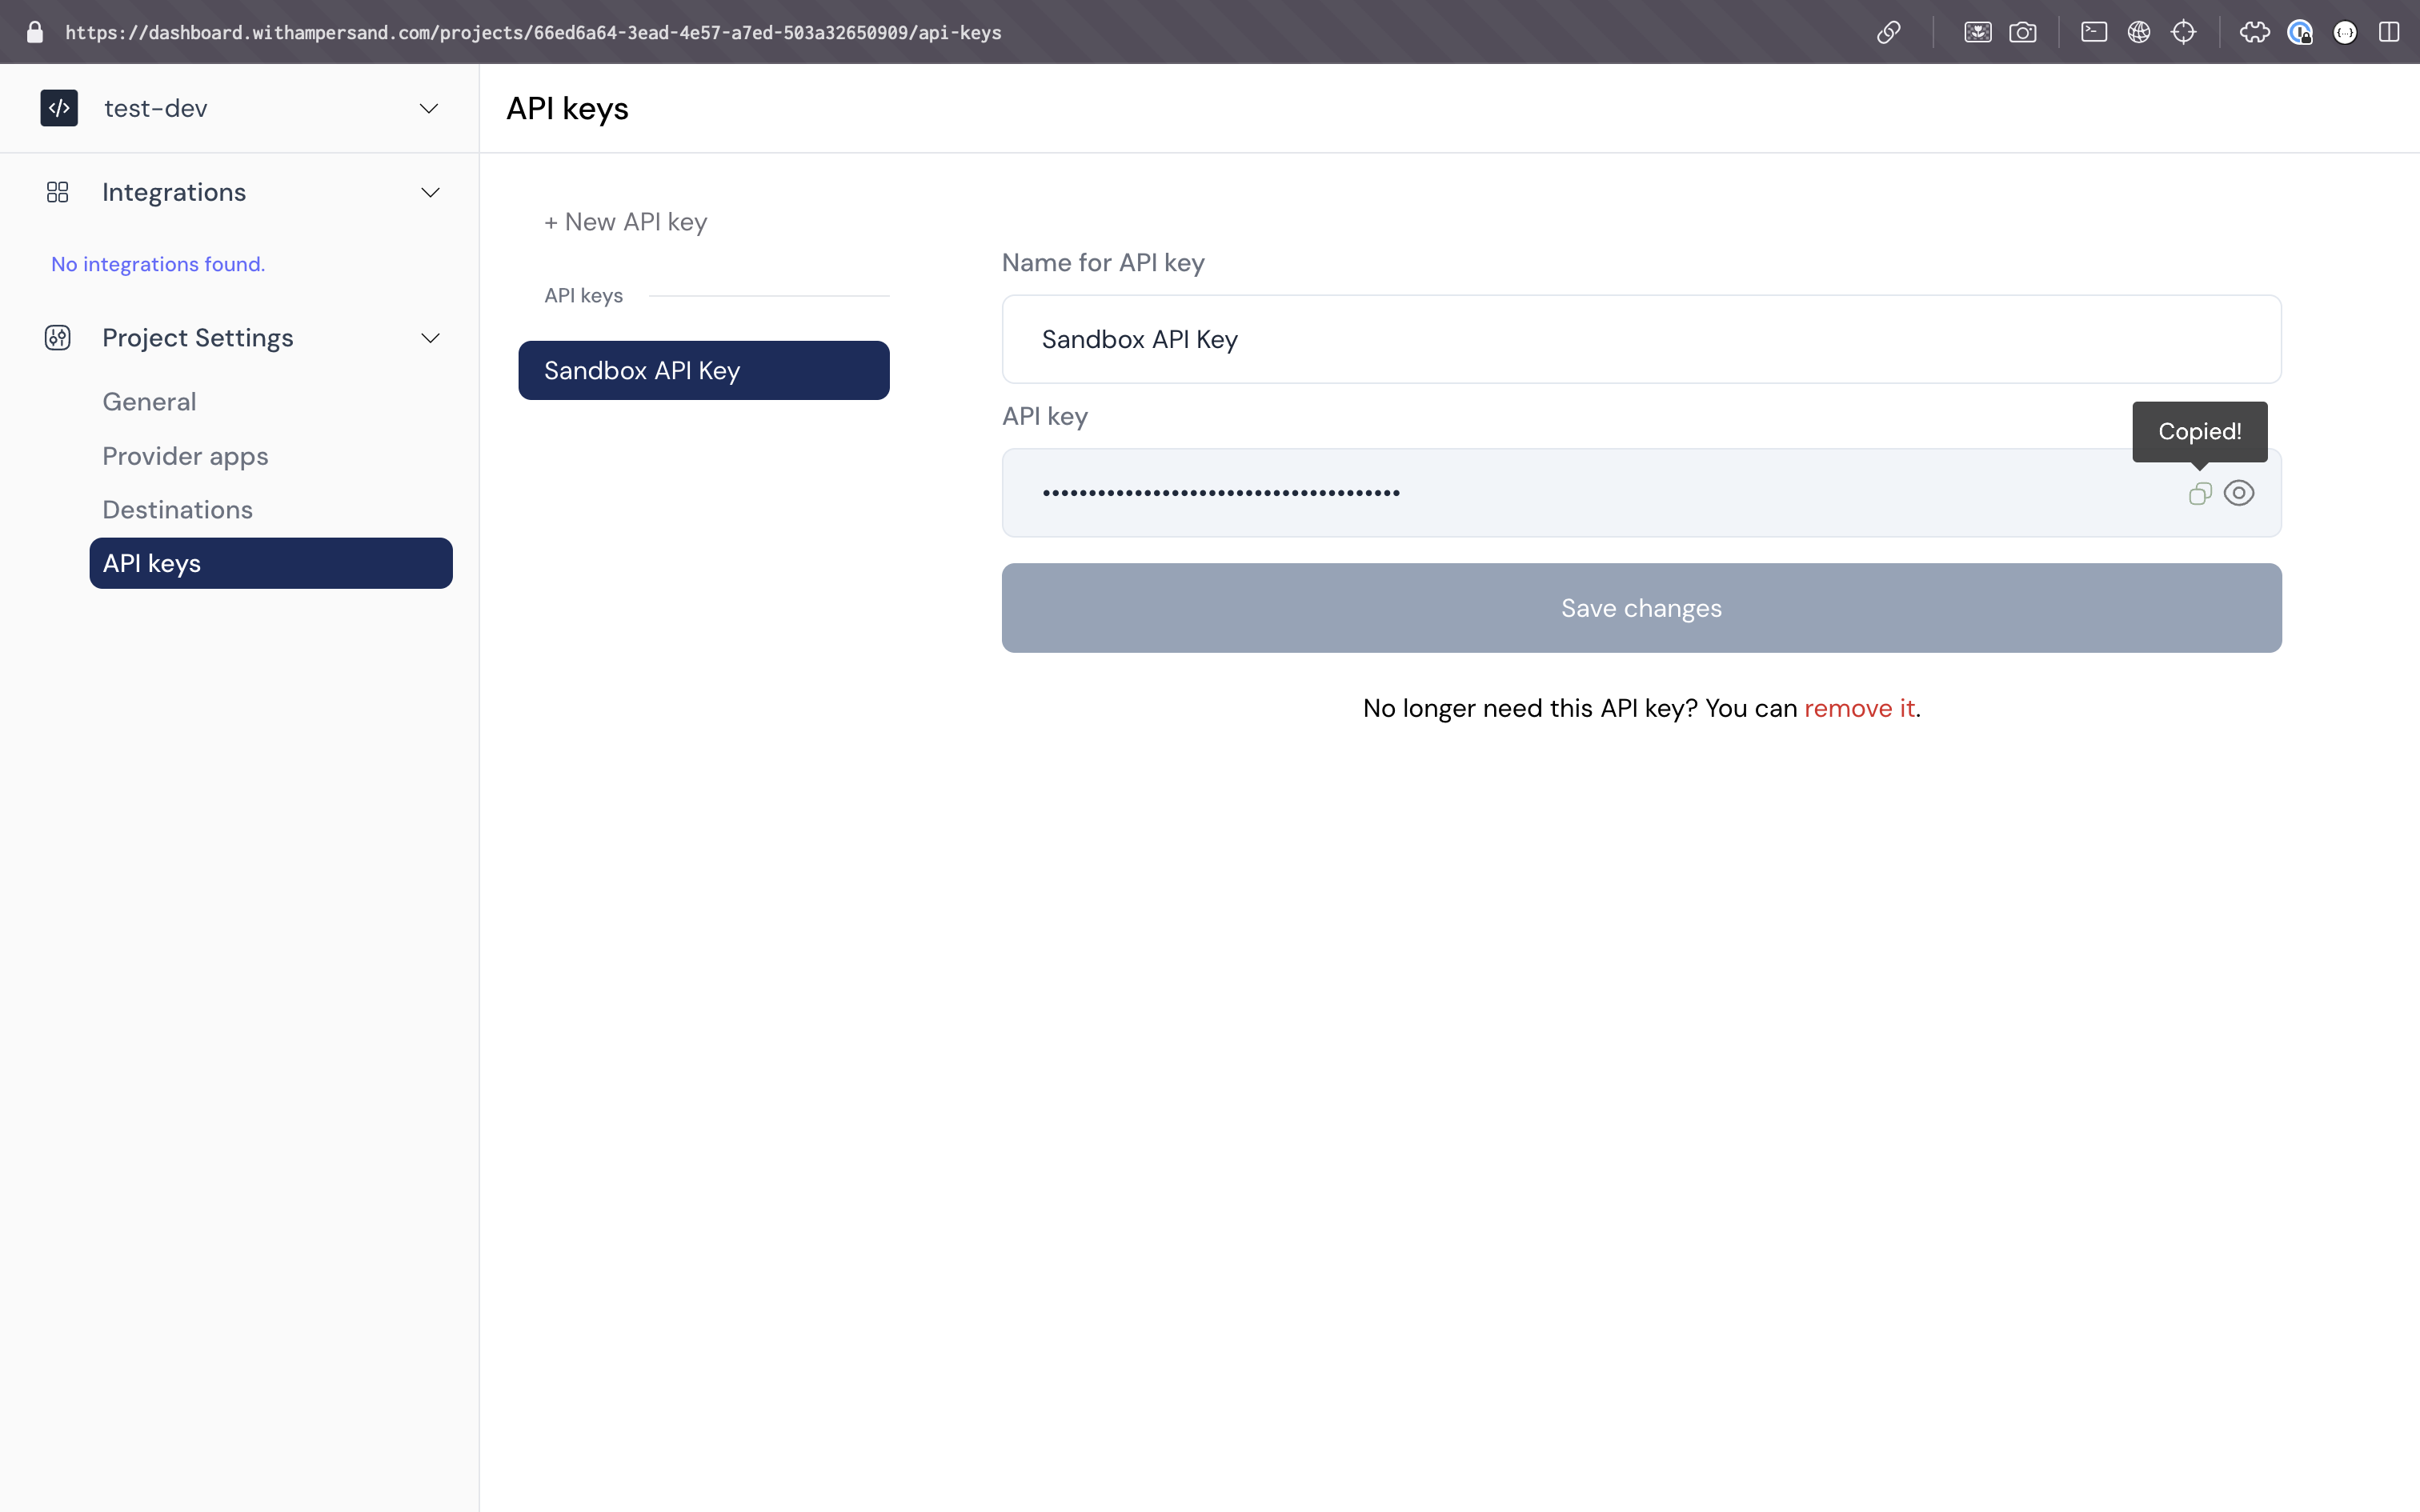 https://dashboard.withampersand.com/projects/66ed6a64-3ead-4e57-a7ed-503a32650909/api-keys
test-dev
Integrations
No integrations found.
Project Settings
General
Provider apps
Destinations
API keys
API keys
+ New API key
API keys
Sandbox API Key
Name for API key
Sandbox API Key
API key
Copied!
•••••••••••••••••••••••••••••••••••••••
Save changes
No longer need this API key? You can remove it.